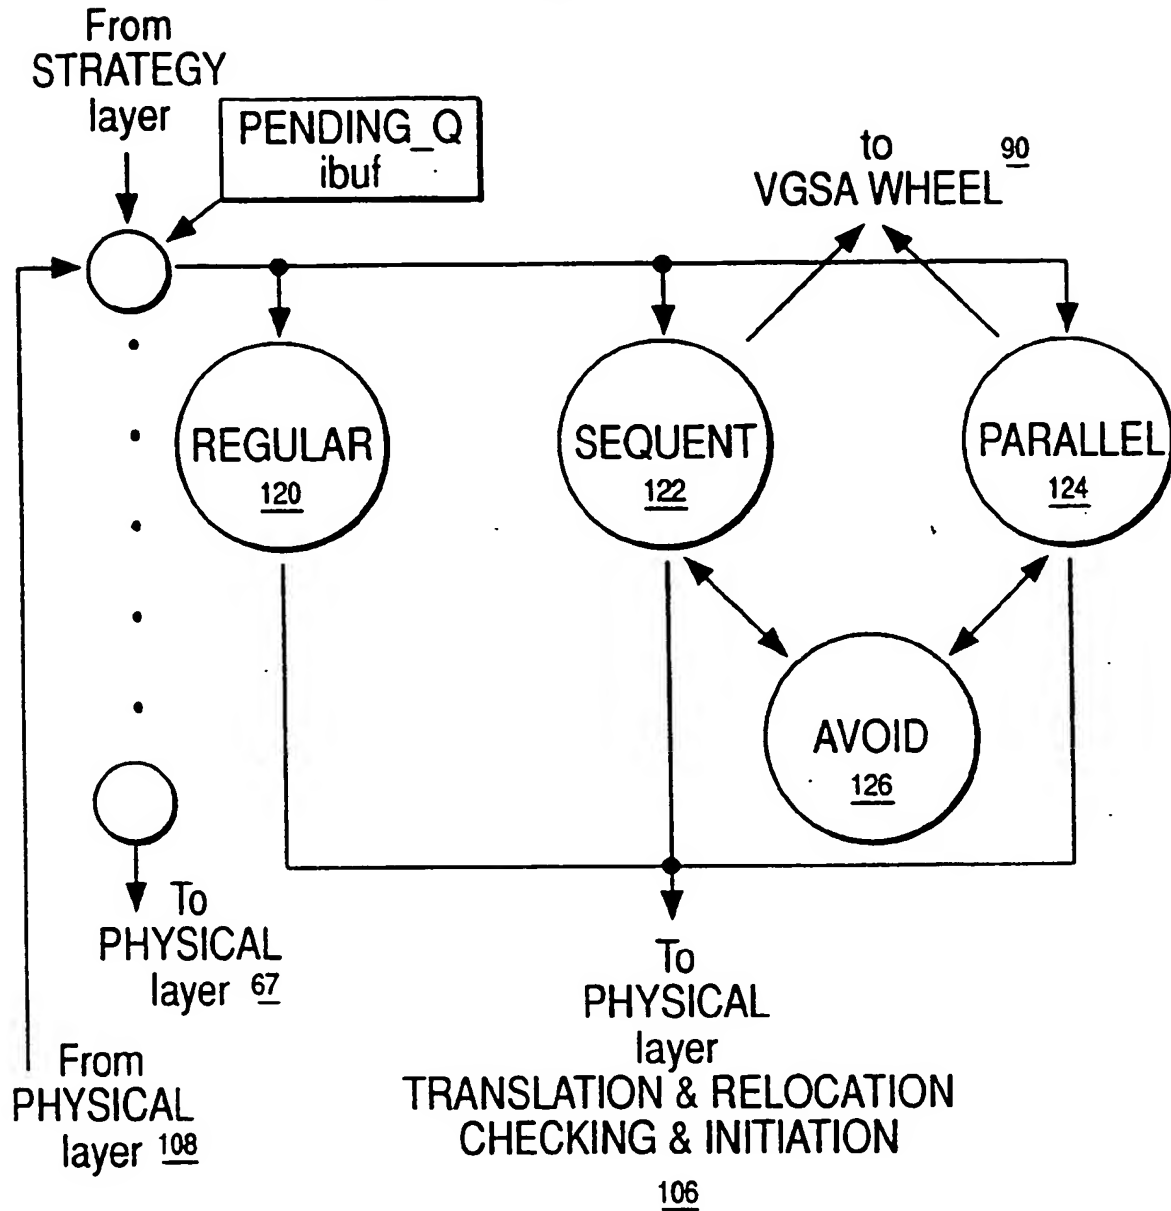 From
STRATEGY
layer
PENDING_Q
ibuf
to 90
VGSA WHEEL
REGULAR
120
SEQUENT
122
PARALLEL
124
AVOID
126
To
PHYSICAL
layer 67
From
PHYSICAL
layer 108
To
PHYSICAL
layer
TRANSLATION & RELOCATION
CHECKING & INITIATION
106